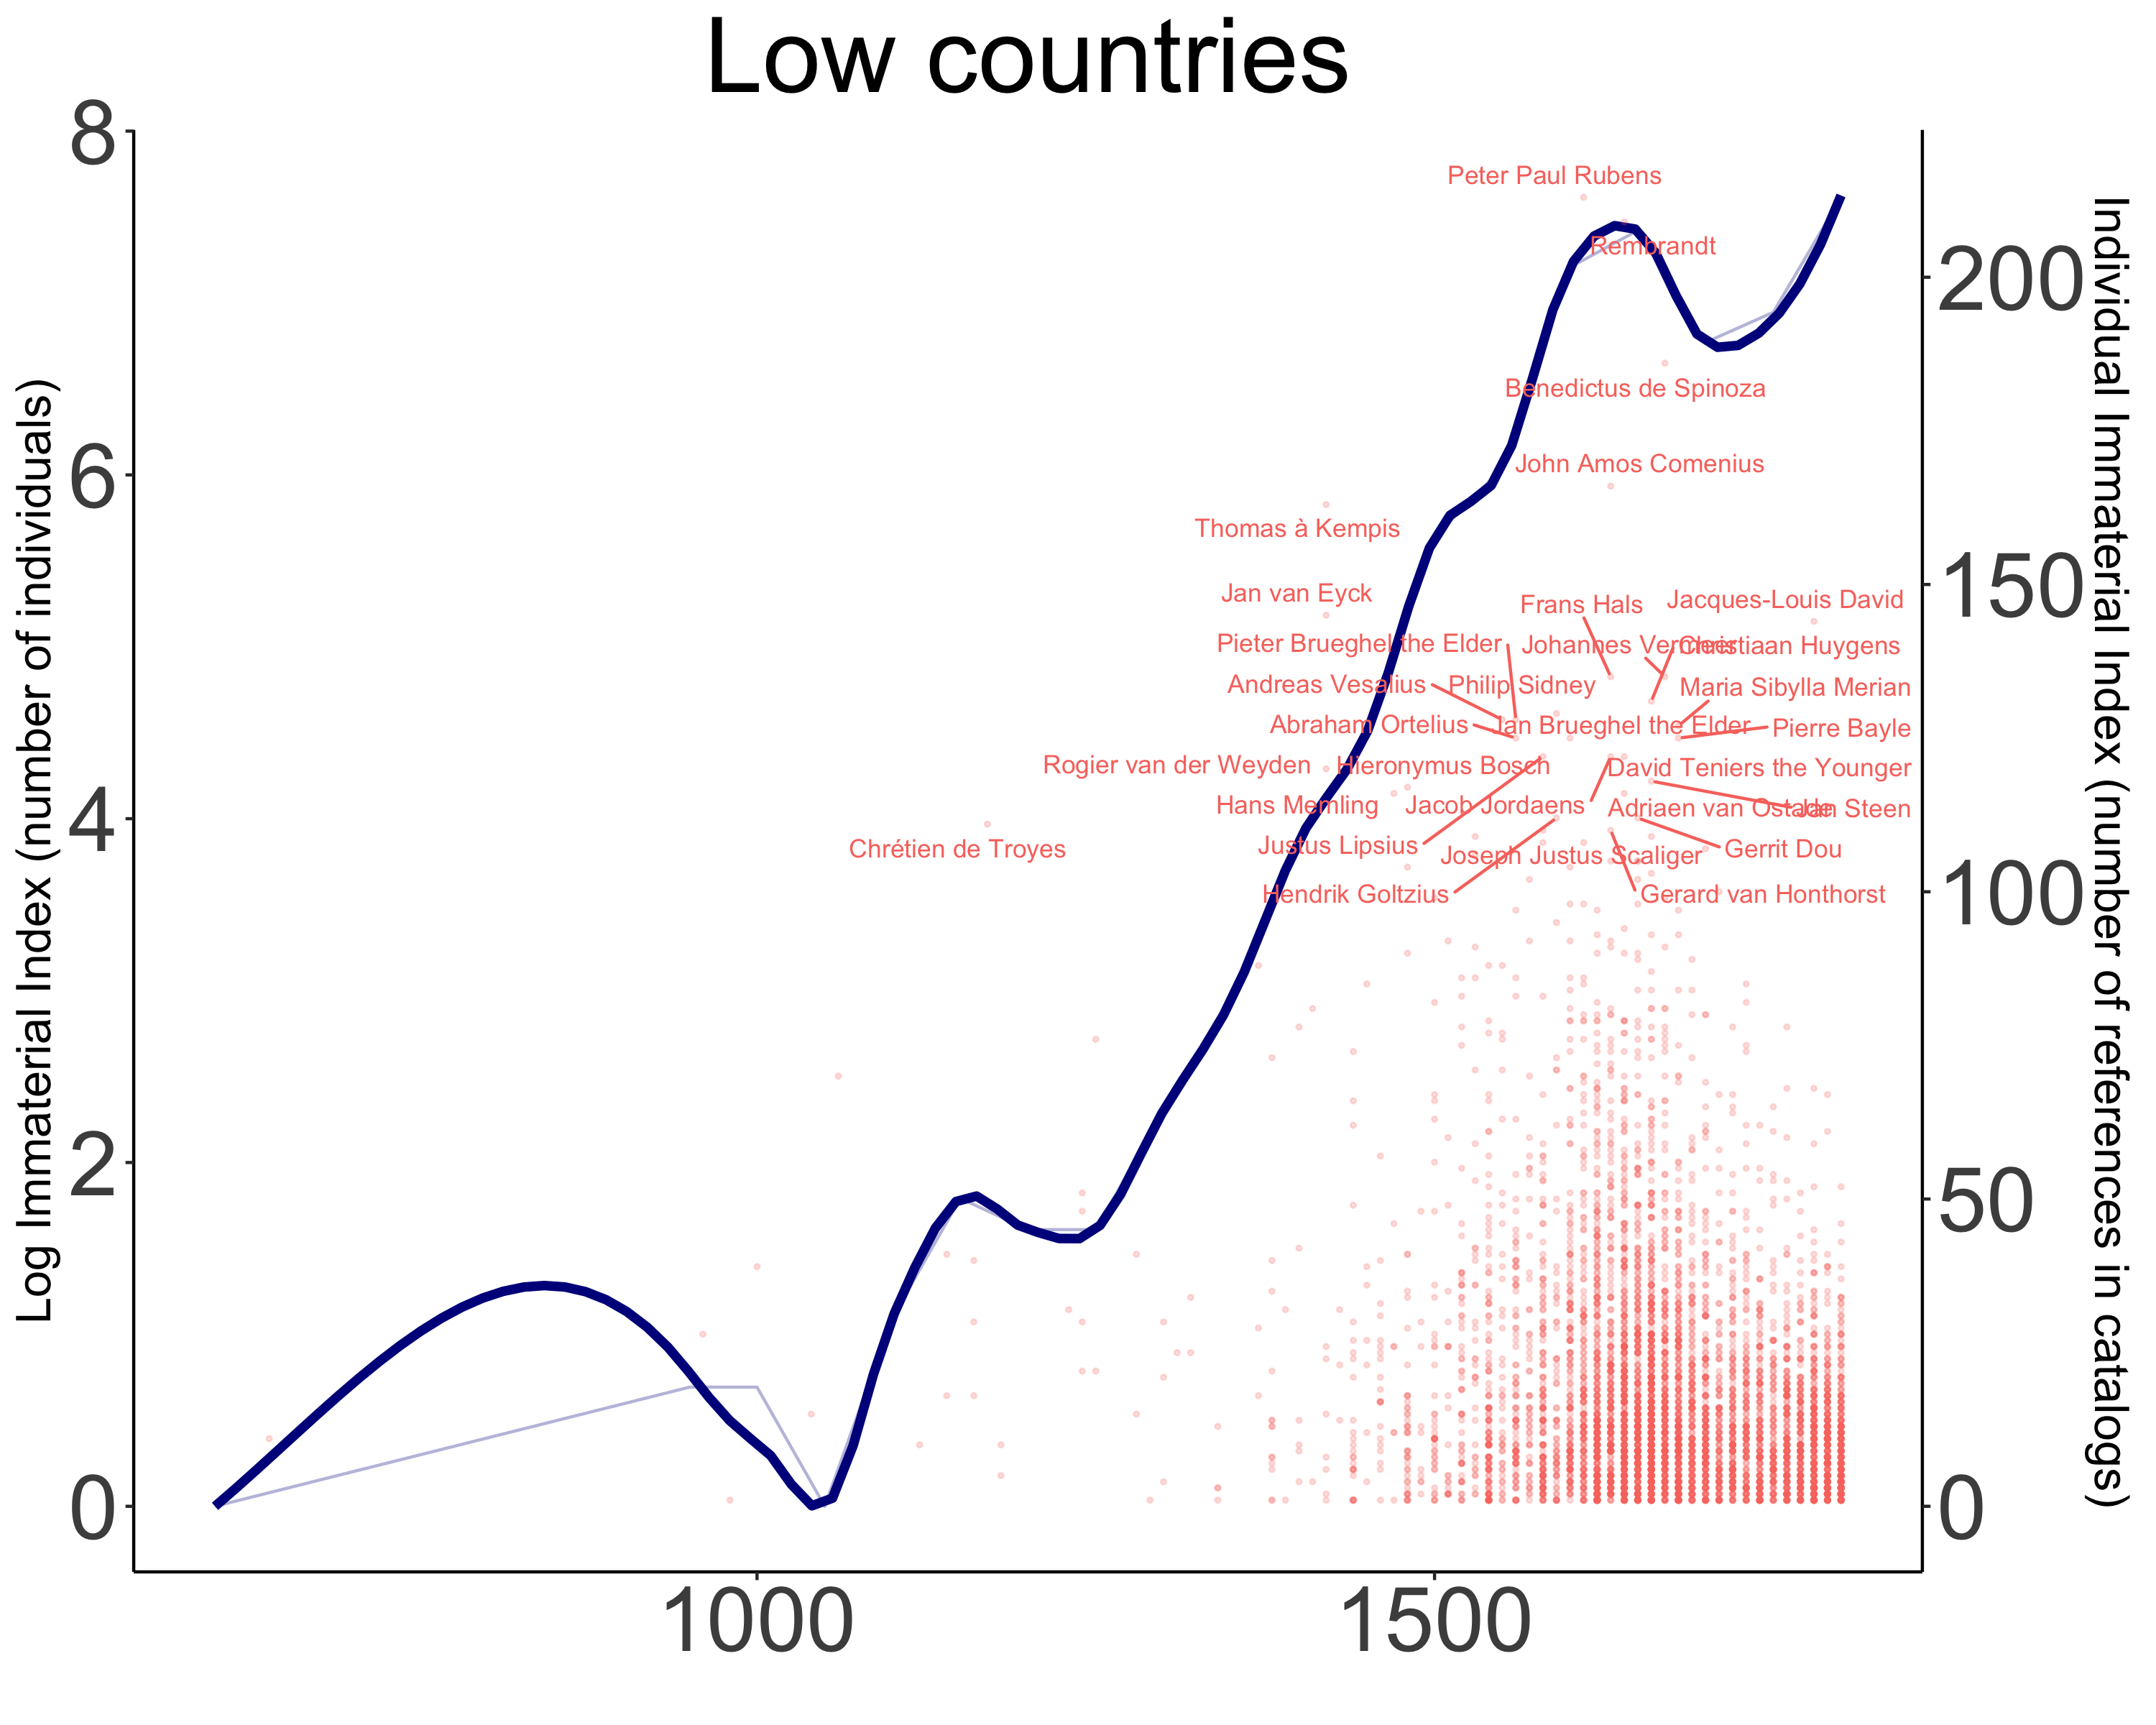 Low countries
8
6
4
2
0
Log Immaterial Index (number of individuals)
Peter Paul Rubens
Rembrandt
Benedictus de Spinoza
John Amos Comenius
Thomas à Kempis
Jan van Eyck
Frans Hals
Jacques-Louis David
Pieter Brueghel the Elder
Johannes Vermeer
Christiaan Huygens
Andreas Vesalius
Philip Sidney
Maria Sibylla Merian
Abraham Ortelius
Jan Brueghel the Elder
Pierre Bayle
Rogier van der Weyden
Hieronymus Bosch
David Teniers the Younger
Hans Memling
Jacob Jordaens
Adriaen van Ostade
Jan Steen
Chrétien de Troyes
Justus Lipsius
Joseph Justus Scaliger
Gerrit Dou
Hendrik Goltzius
Gerard van Honthorst
200
150
100
50
0
Individual Immaterial Index (number of references in catalogs)
1000
1500